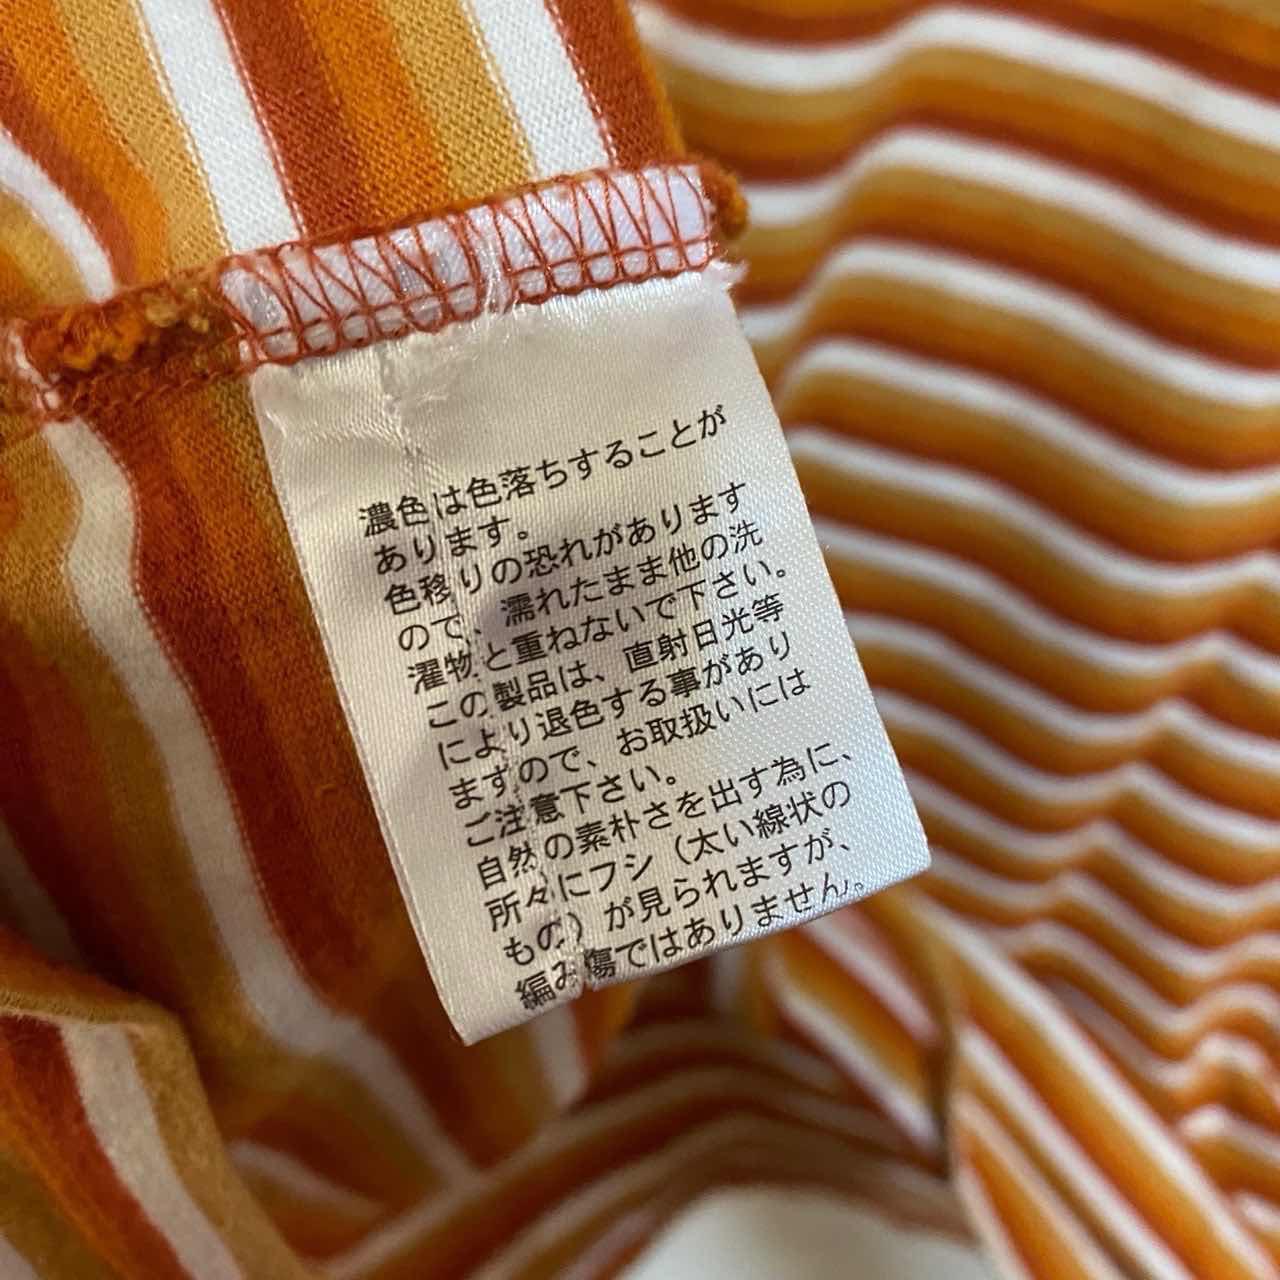 濃色は色落ちすることが
あります。
色移りの恐れがあります
ので、濡れたまま他の洗
濯物と重ねないで下さい。
この製品は、直射日光等
により退色する事があり
ますので、お取扱いには
ご注意下さい。
自然の素朴さを出す為に、
所々にフシ（太い線状の
もの）が見られますが、
編み傷ではありません。